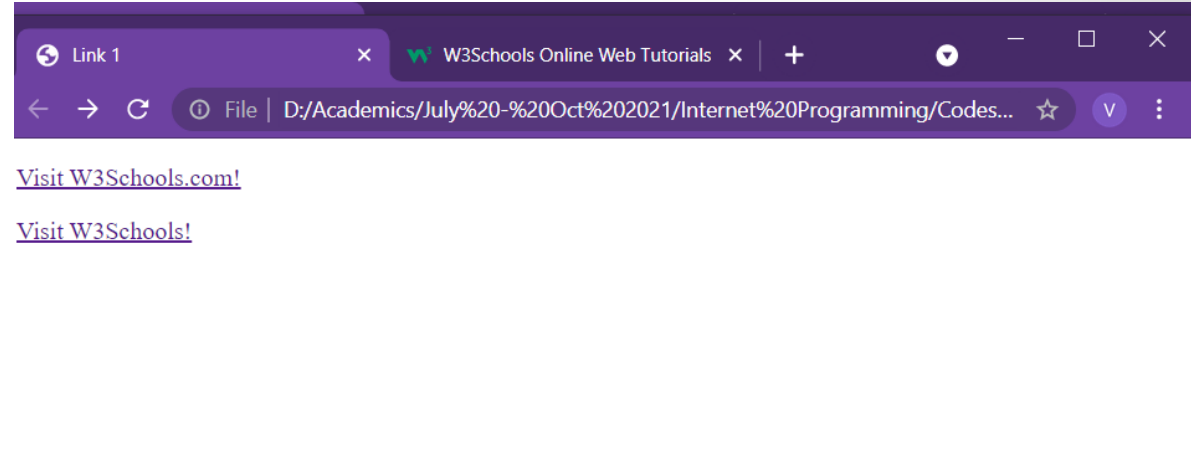 Link 1
W3Schools Online Web Tutorials
File | D:/Academics/July%20-%20Oct%202021/Internet%20Programming/Codes...
V
Visit W3Schools.com!
Visit W3Schools!